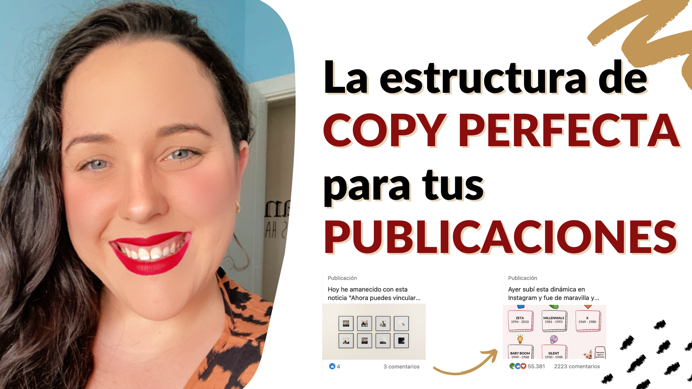 La estructura de
COPY PERFECTA
para tus
PUBLICACIONES
Publicación
Hoy he amanecido con esta
noticia "Ahora puedes vincular...
4
3 comentarios
Publicación
Ayer subí esta dinámica en
Instagram y fue de maravilla y...
ZETA
MILLENNIALS
X
BABY BOOM
SILENT
55.381
2223 comentarios